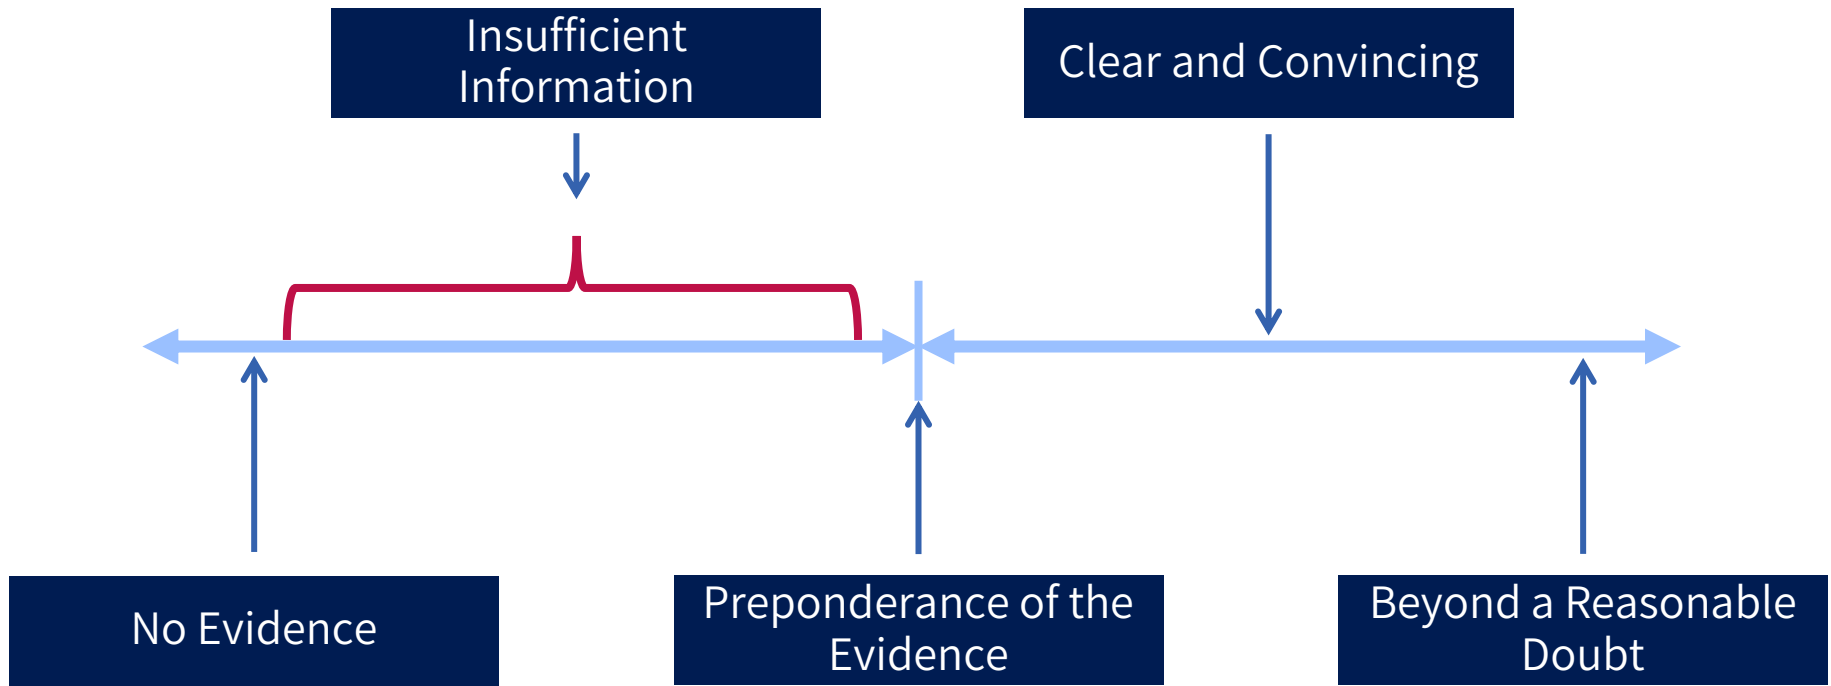 Insufficient
Information
Clear and Convincing
No Evidence
Preponderance of the
Evidence
Beyond a Reasonable
Doubt